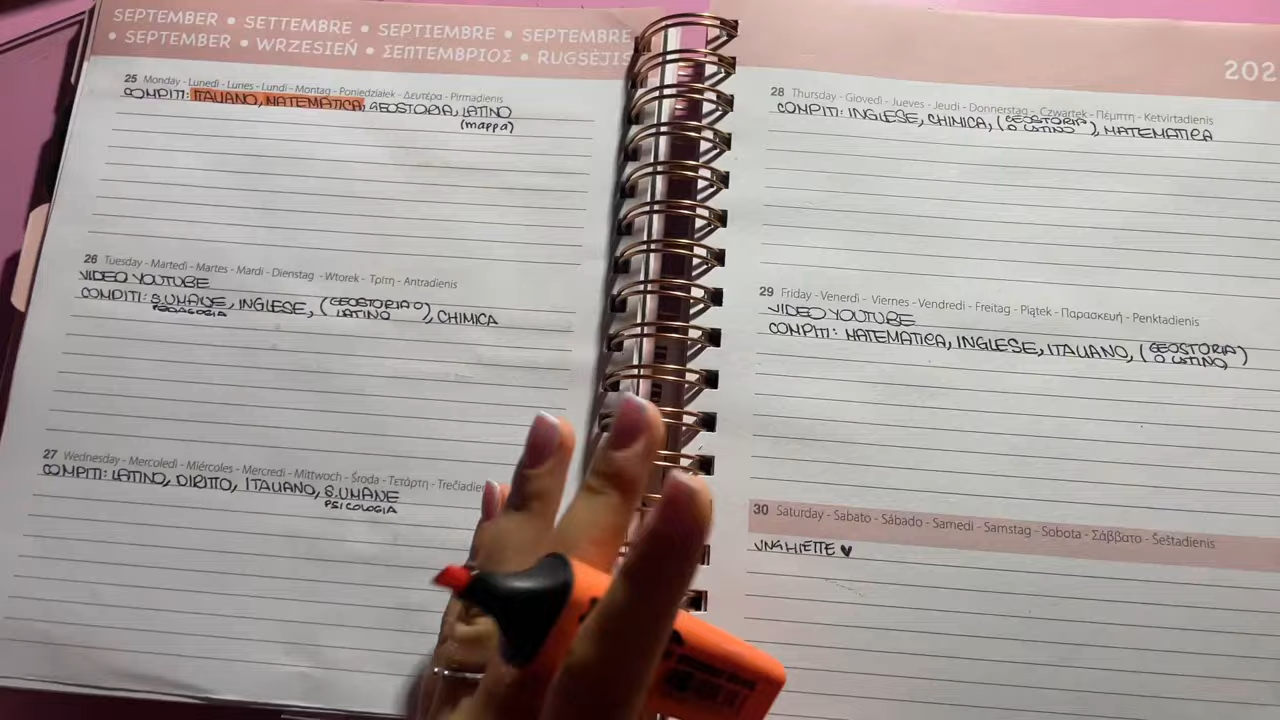 SEPTEMBER • SETTEMBRE • SEPTIEMBRE • SEPTEMBRE
• SEPTEMBER • WRZESIEŃ • ΣΕΠΤΕΜΒΡΙΟΣ • RUGSĖJIS
25 Monday - Lunedì - Lunes - Lundi - Montag - Poniedziałek - Δευτέρα - Pirmadienis
COMPITI: ITALIANO, MATEMATICA, GEOSTORIA, LATINO
(mappa)
26 Tuesday - Martedì - Martes - Mardi - Dienstag - Wtorek - Τρίτη - Antradienis
VIDEO YOUTUBE
COMPITI: S.UMANE, INGLESE, (GEOSTORIA O
LATINO), CHIMICA
PEDAGOGIA
27 Wednesday - Mercoledì - Miércoles - Mercredi - Mittwoch - Środa - Τετάρτη -
COMPITI: LATINO, DIRITTO, ITALIANO, S.UMANE
PSICOLOGIA
202
28 Thursday - Giovedì - Jueves - Jeudi - Donnerstag - Czwartek - Πέμπτη - Ketvirtadienis
COMPITI: INGLESE, CHIMICA, (GEOSTORIA
O LATINO), MATEMATICA
29 Friday - Venerdì - Viernes - Vendredi - Freitag - Piątek - Παρασκευή - Penktadienis
VIDEO YOUTUBE
COMPITI: MATEMATICA, INGLESE, ITALIANO, (GEOSTORIA
O LATINO)
30 Saturday - Sabato - Sábado - Samedi - Samstag - Sobota - Σάββατο - Šeštadienis
UNGHIETTE ♥